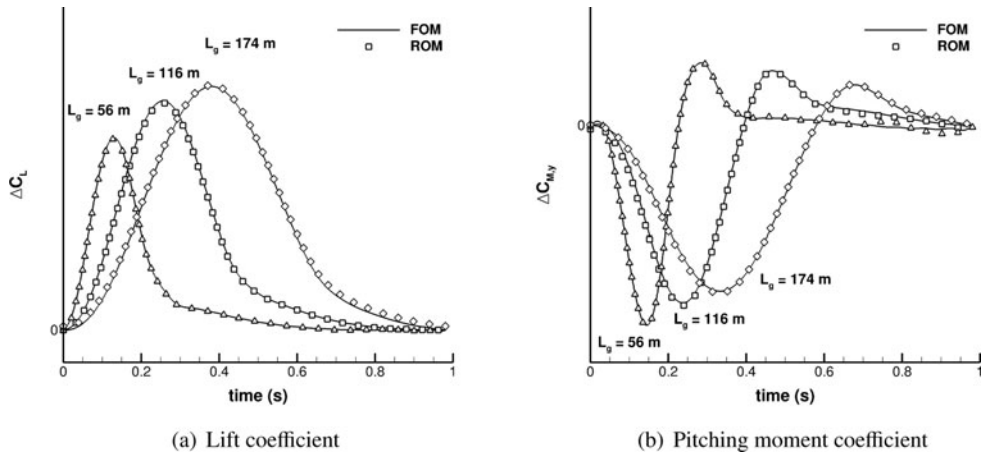 FOM
ROM
L_g = 174 m
L_g = 116 m
L_g = 56 m
ΔC_L
0
0 0.2 0.4 0.6 0.8 1
time (s)
(a) Lift coefficient
FOM
ROM
0
ΔC_M,y
L_g = 174 m
L_g = 116 m
L_g = 56 m
0 0.2 0.4 0.6 0.8 1
time (s)
(b) Pitching moment coefficient